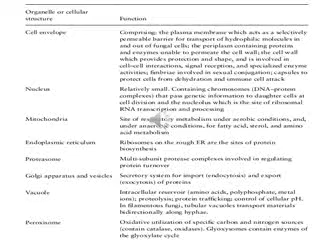 Organelle or cellular
structure Function
Cell envelope Comprising: the plasma membrane which acts as a selectively
permeable barrier for transport of hydrophilic molecules in
and out of fungal cells; the periplasm containing proteins
and enzymes unable to permeate the cell wall; the cell wall
which provides protection and shape, and is involved in
cell–cell interactions, signal reception, and specialised enzyme
activities; fimbriae involved in sexual conjugation; capsules to
protect cells from dehydration and immune cell attack
Nucleus Relatively small. Containing chromosomes (DNA–protein
complexes) that pass genetic information to daughter cells at
cell division and the nucleolus which is the site of ribosomal
RNA transcription and processing
Mitochondria Site of respiratory metabolism under aerobic conditions, and,
under anaerobic conditions, for fatty acid, sterol, and amino
acid metabolism
Endoplasmic reticulum Ribosomes on the rough ER are the sites of protein
biosynthesis
Proteasome Multi-subunit protease complexes involved in regulating
protein turnover
Golgi apparatus and vesicles Secretory system for import (endocytosis) and export
(exocytosis) of proteins
Vacuole Intracellular reservoir (amino acids, polyphosphate, metal
ions); proteolysis; protein trafficking; control of cellular pH.
In filamentous fungi, tubular vacuoles transport materials
bidirectionally along hyphae.
Peroxisome Oxidative utilization of specific carbon and nitrogen sources
(contain catalase, oxidases). Glyoxysomes contain enzymes of
the glyoxylate cycle